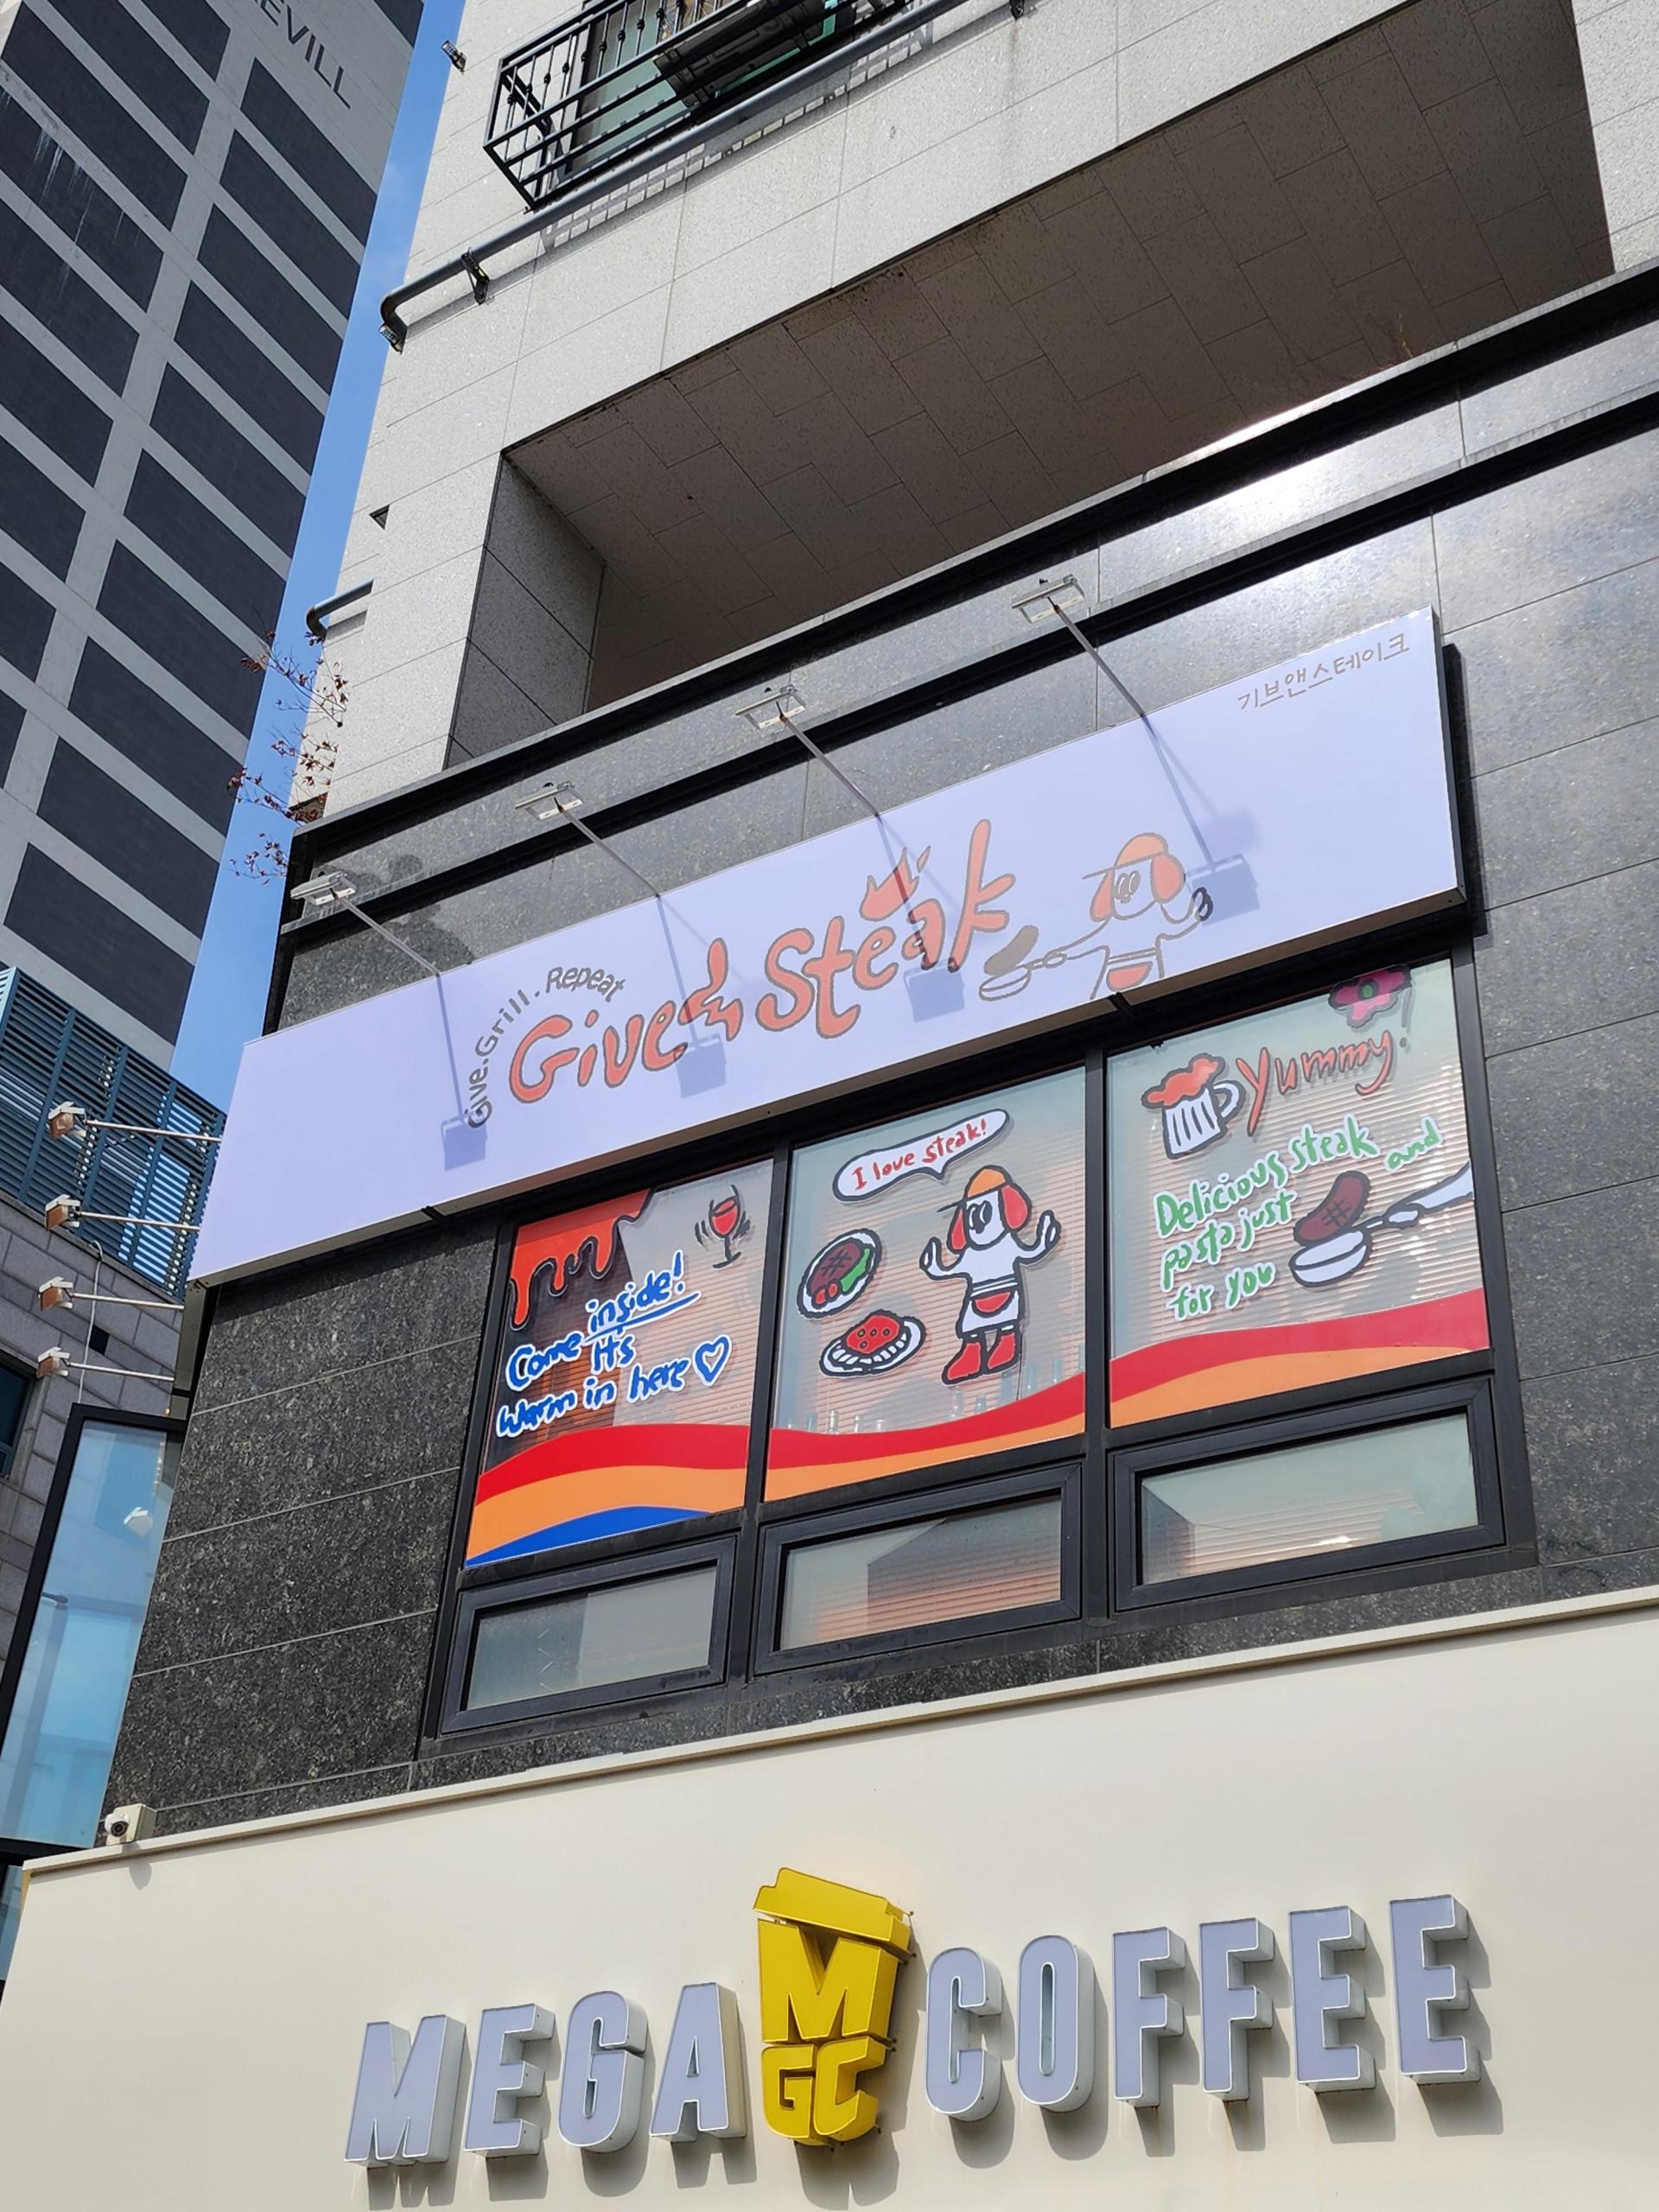 EVILL
기브앤스테이크
Give.Grill.Repeat
Give n Steak
I love steak!
Come inside!
It's
warm in here
Yummy!
Delicious steak and
pasta just
for you
MEGA MGC COFFEE